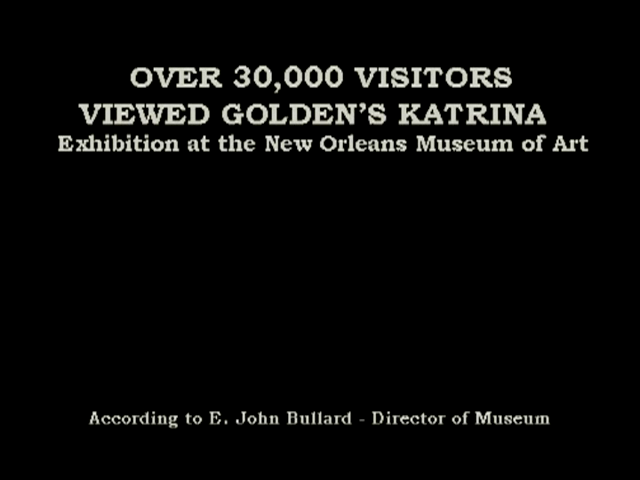 OVER 30,000 VISITORS
VIEWED GOLDEN'S KATRINA
Exhibition at the New Orleans Museum of Art
According to E. John Bullard - Director of Museum